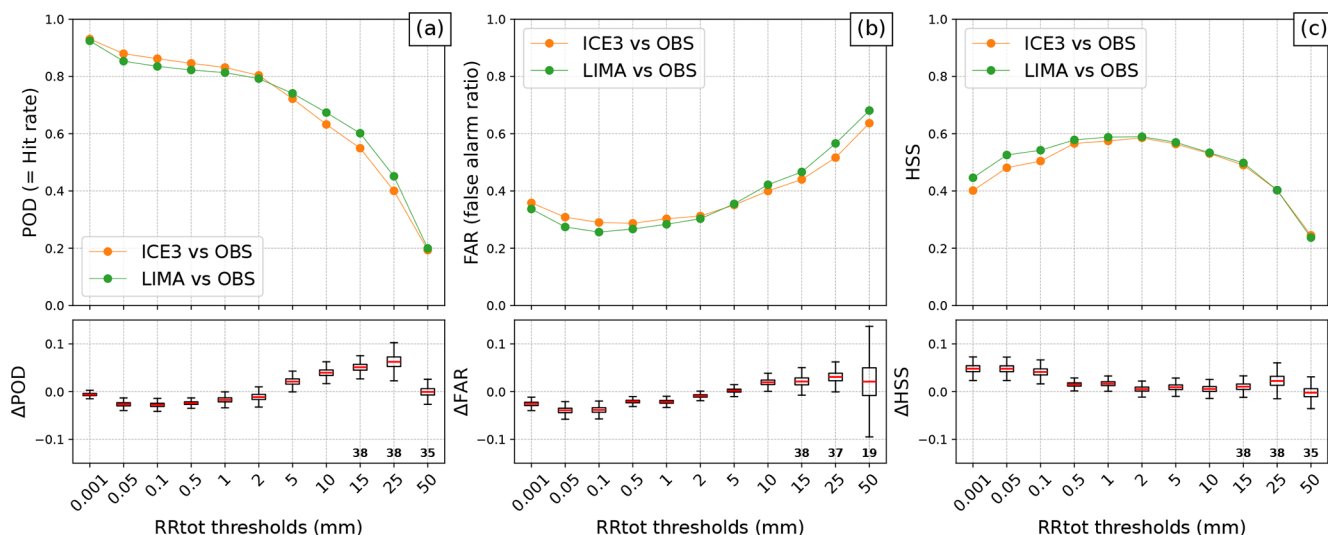 (a)
POD (= Hit rate)
1.0
0.8
0.6
0.4
0.2
0.0
ICE3 vs OBS
LIMA vs OBS
ΔPOD
0.1
0.0
−0.1
38 38 35
0.001 0.05 0.1 0.5 1 2 5 10 15 25 50
RRtot thresholds (mm)
(b)
FAR (false alarm ratio)
1.0
0.8
0.6
0.4
0.2
0.0
ICE3 vs OBS
LIMA vs OBS
ΔFAR
0.1
0.0
−0.1
38 37 19
0.001 0.05 0.1 0.5 1 2 5 10 15 25 50
RRtot thresholds (mm)
(c)
HSS
1.0
0.8
0.6
0.4
0.2
0.0
ICE3 vs OBS
LIMA vs OBS
ΔHSS
0.1
0.0
−0.1
38 38 35
0.001 0.05 0.1 0.5 1 2 5 10 15 25 50
RRtot thresholds (mm)